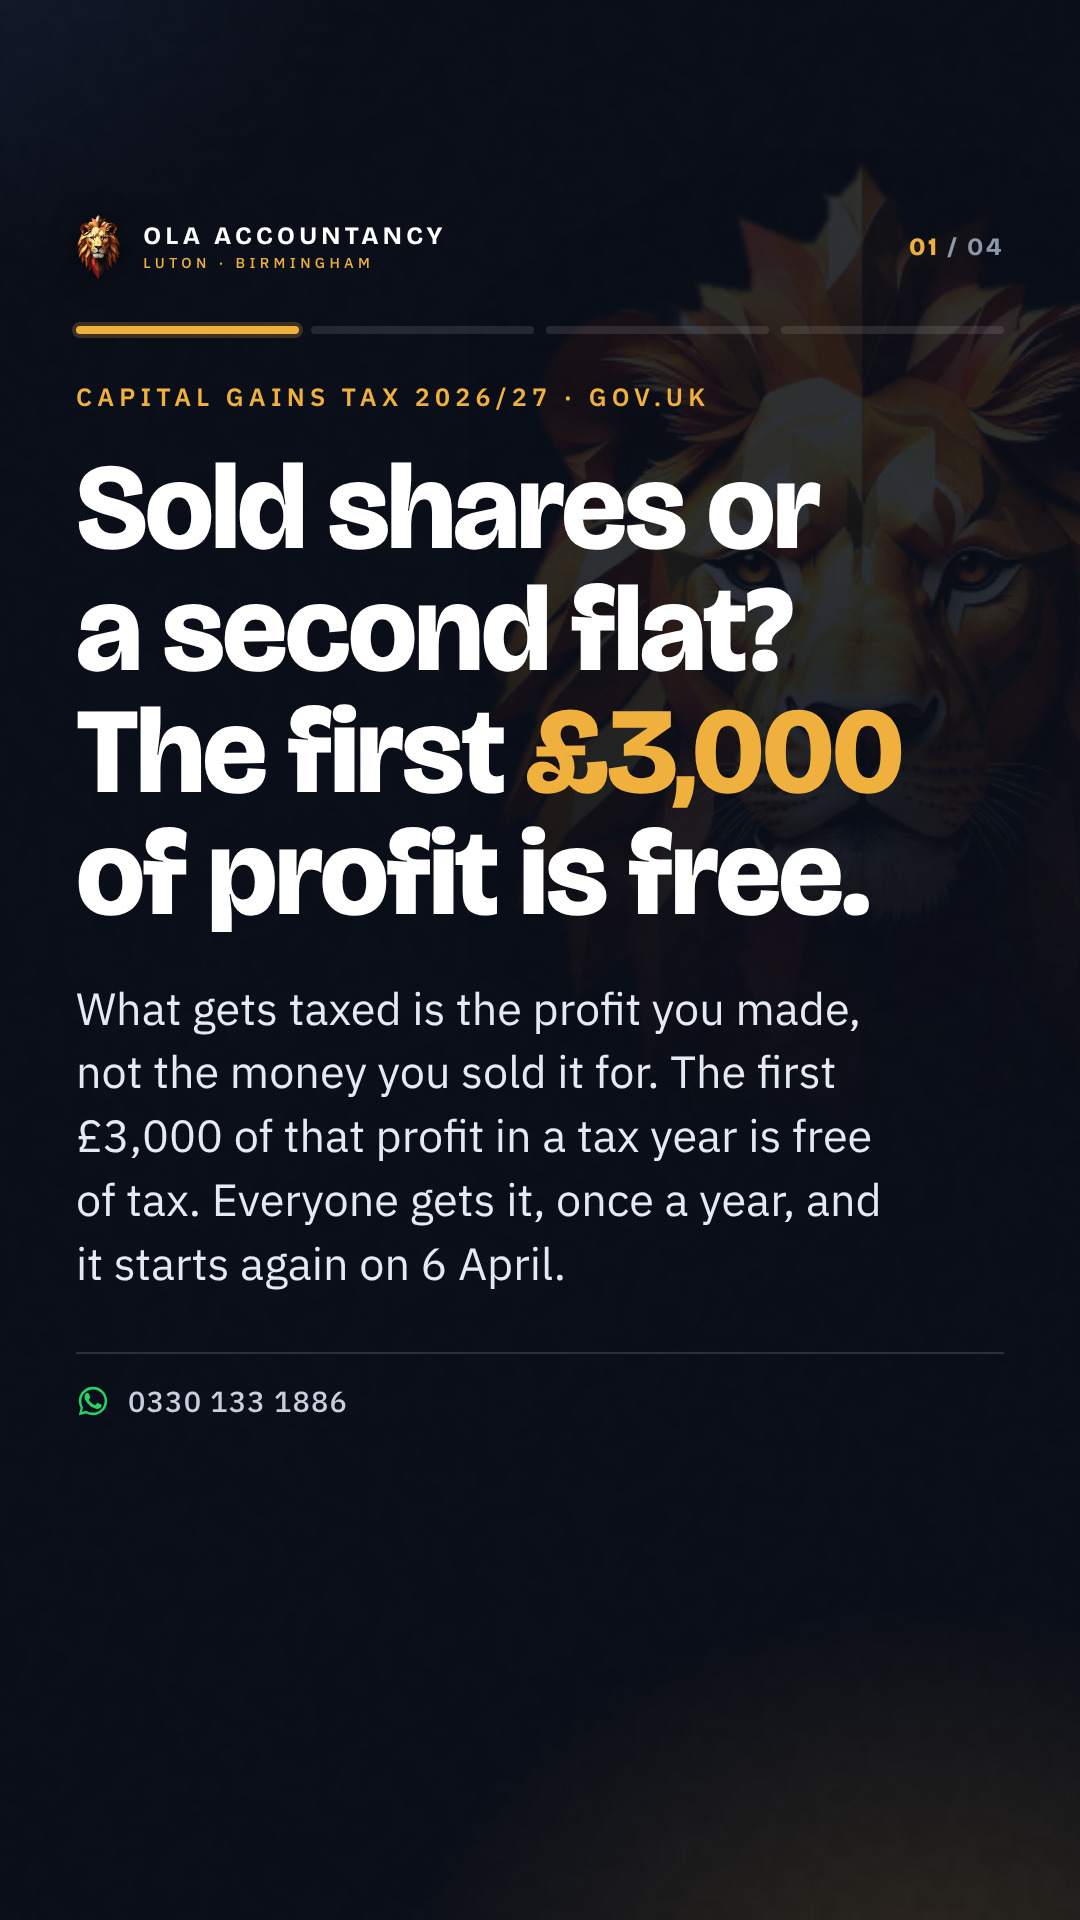 OLA ACCOUNTANCY
LUTON · BIRMINGHAM
01 / 04
CAPITAL GAINS TAX 2026/27 · GOV.UK
Sold shares or
a second flat?
The first £3,000
of profit is free.
What gets taxed is the profit you made,
not the money you sold it for. The first
£3,000 of that profit in a tax year is free
of tax. Everyone gets it, once a year, and
it starts again on 6 April.
0330 133 1886